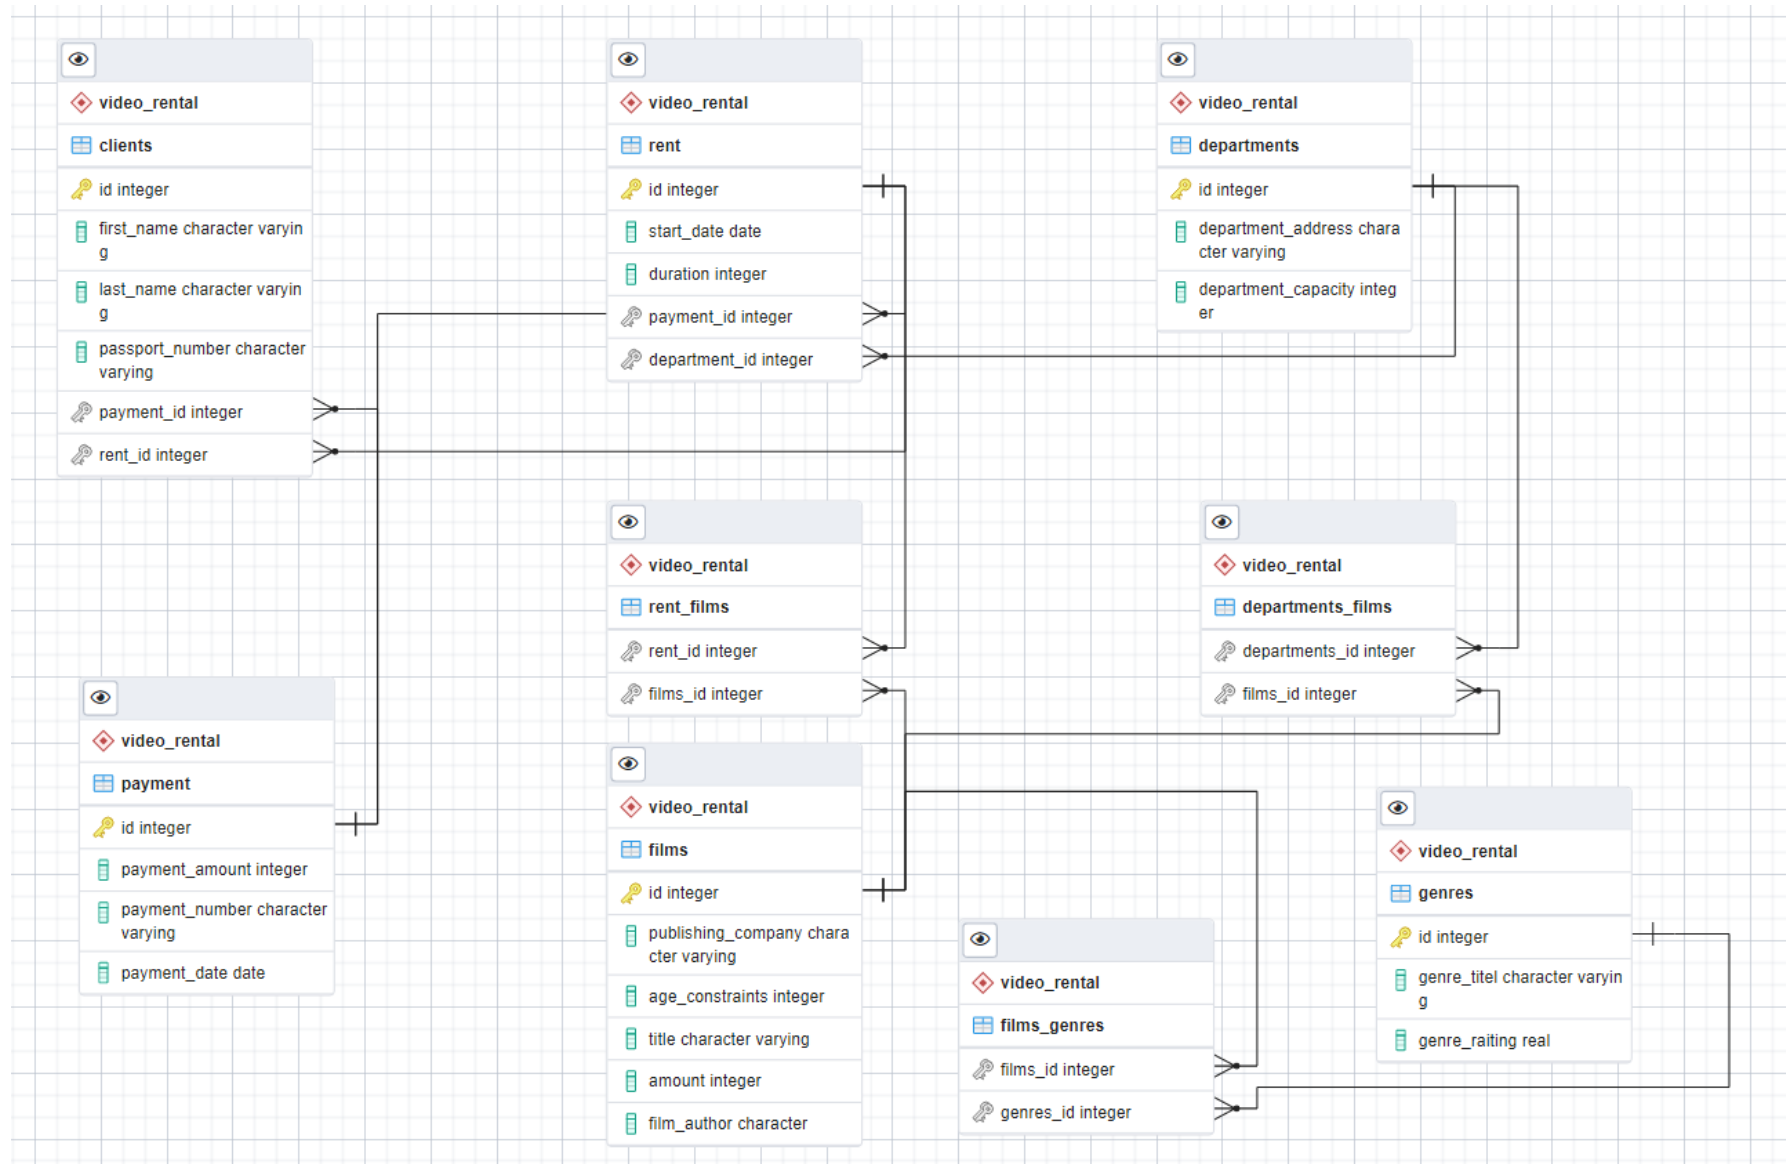 video_rental
clients
id integer
first_name character varyin
g
last_name character varyin
g
passport_number character
varying
payment_id integer
rent_id integer
video_rental
rent
id integer
start_date date
duration integer
payment_id integer
department_id integer
video_rental
departments
id integer
department_address chara
cter varying
department_capacity integ
er
video_rental
rent_films
rent_id integer
films_id integer
video_rental
departments_films
departments_id integer
films_id integer
video_rental
payment
id integer
payment_amount integer
payment_number character
varying
payment_date date
video_rental
films
id integer
publishing_company chara
cter varying
age_constraints integer
title character varying
amount integer
film_author character
video_rental
films_genres
films_id integer
genres_id integer
video_rental
genres
id integer
genre_titel character varyin
g
genre_raiting real